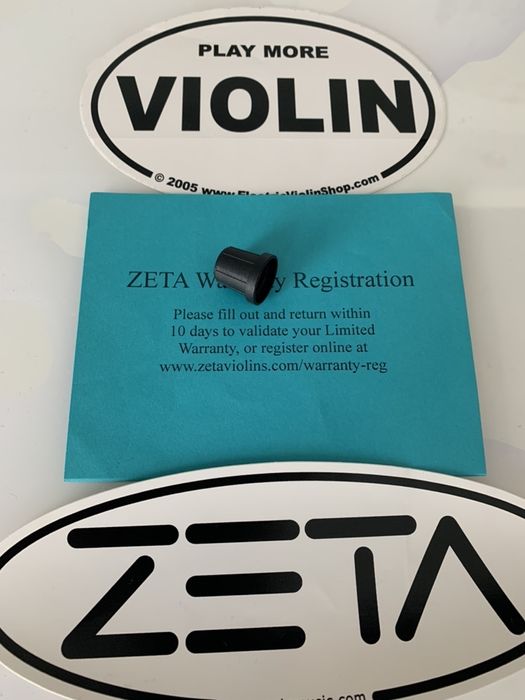 PLAY MORE
VIOLIN
© 2005 www.ElectricViolinShop.com
ZETA Registration
Please fill out and return within
10 days to validate your Limited
Warranty, or register online at
www.zetaviolins.com/warranty-reg
ZETA